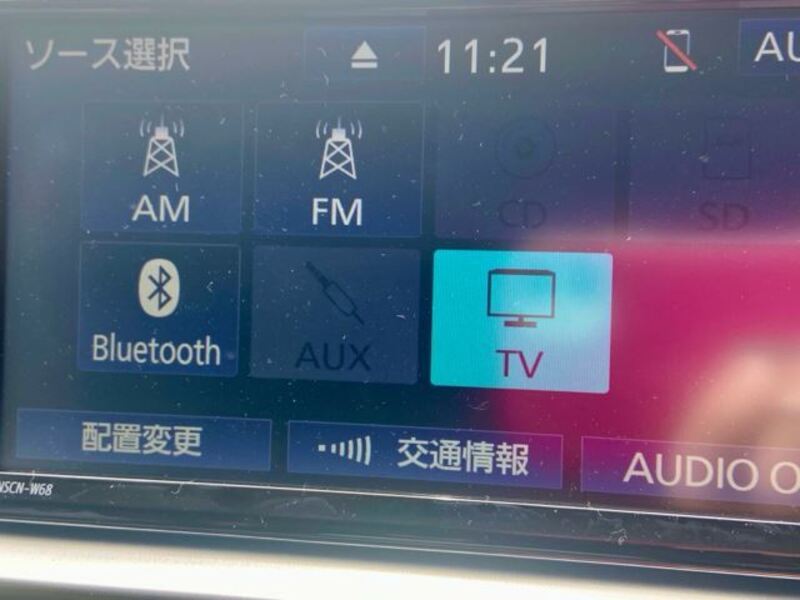 ソース選択 11:21 AU
AM FM CD SD
Bluetooth AUX TV
配置変更 交通情報 AUDIO O
NSCN-W68